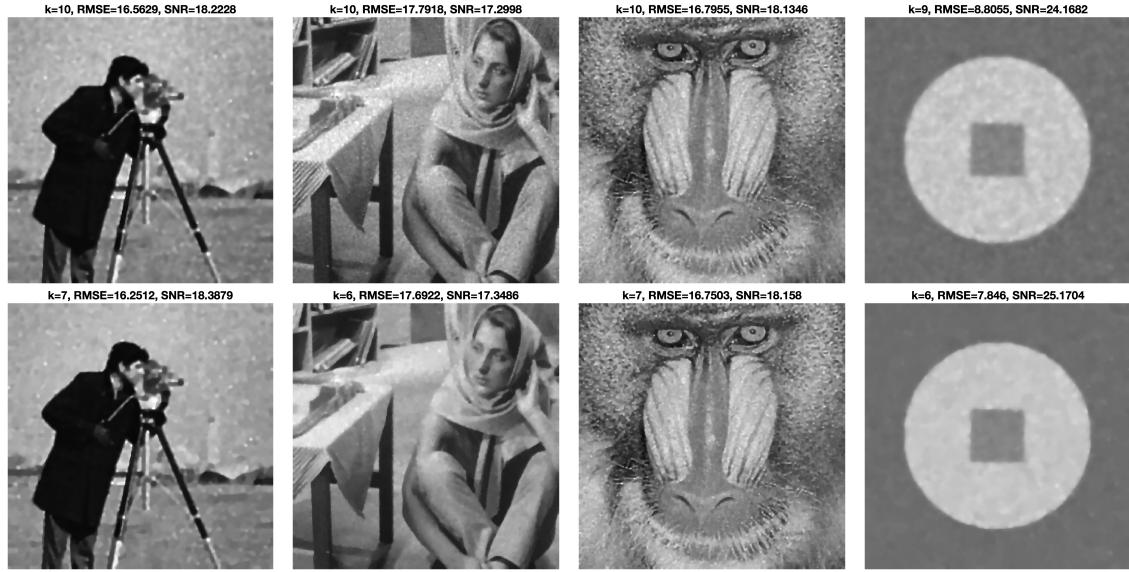 k=10, RMSE=16.5629, SNR=18.2228
k=10, RMSE=17.7918, SNR=17.2998
k=10, RMSE=16.7955, SNR=18.1346
k=9, RMSE=8.8055, SNR=24.1682
k=7, RMSE=16.2512, SNR=18.3879
k=6, RMSE=17.6922, SNR=17.3486
k=7, RMSE=16.7503, SNR=18.158
k=6, RMSE=7.846, SNR=25.1704